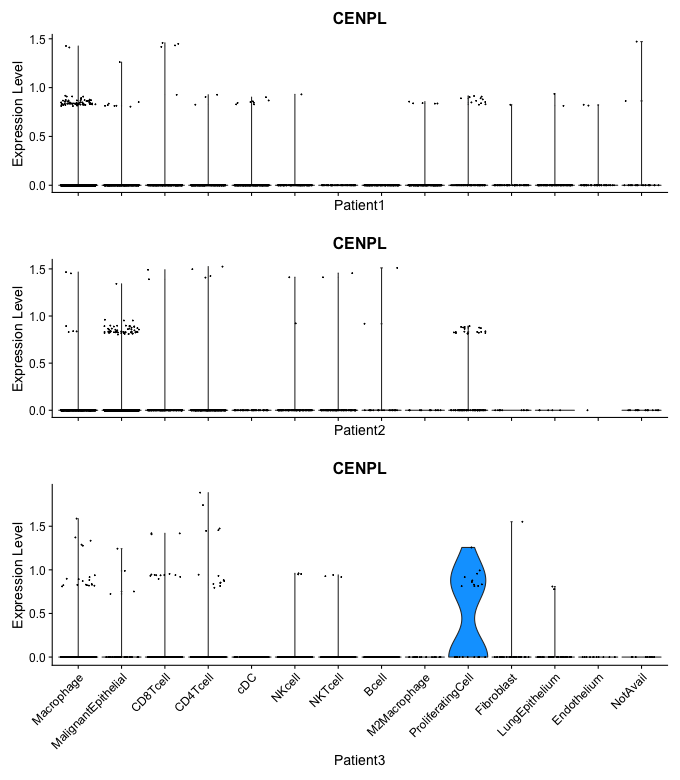 CENPL
Expression Level
1.5
1.0
0.5
0.0
Patient1
CENPL
Expression Level
1.5
1.0
0.5
0.0
Patient2
CENPL
Expression Level
1.5
1.0
0.5
0.0
Macrophage
MalignantEpithelial
CD8Tcell
CD4Tcell
cDC
NKcell
NKTcell
Bcell
M2Macrophage
ProliferatingCell
Fibroblast
LungEpithelium
Endothelium
NotAvail
Patient3